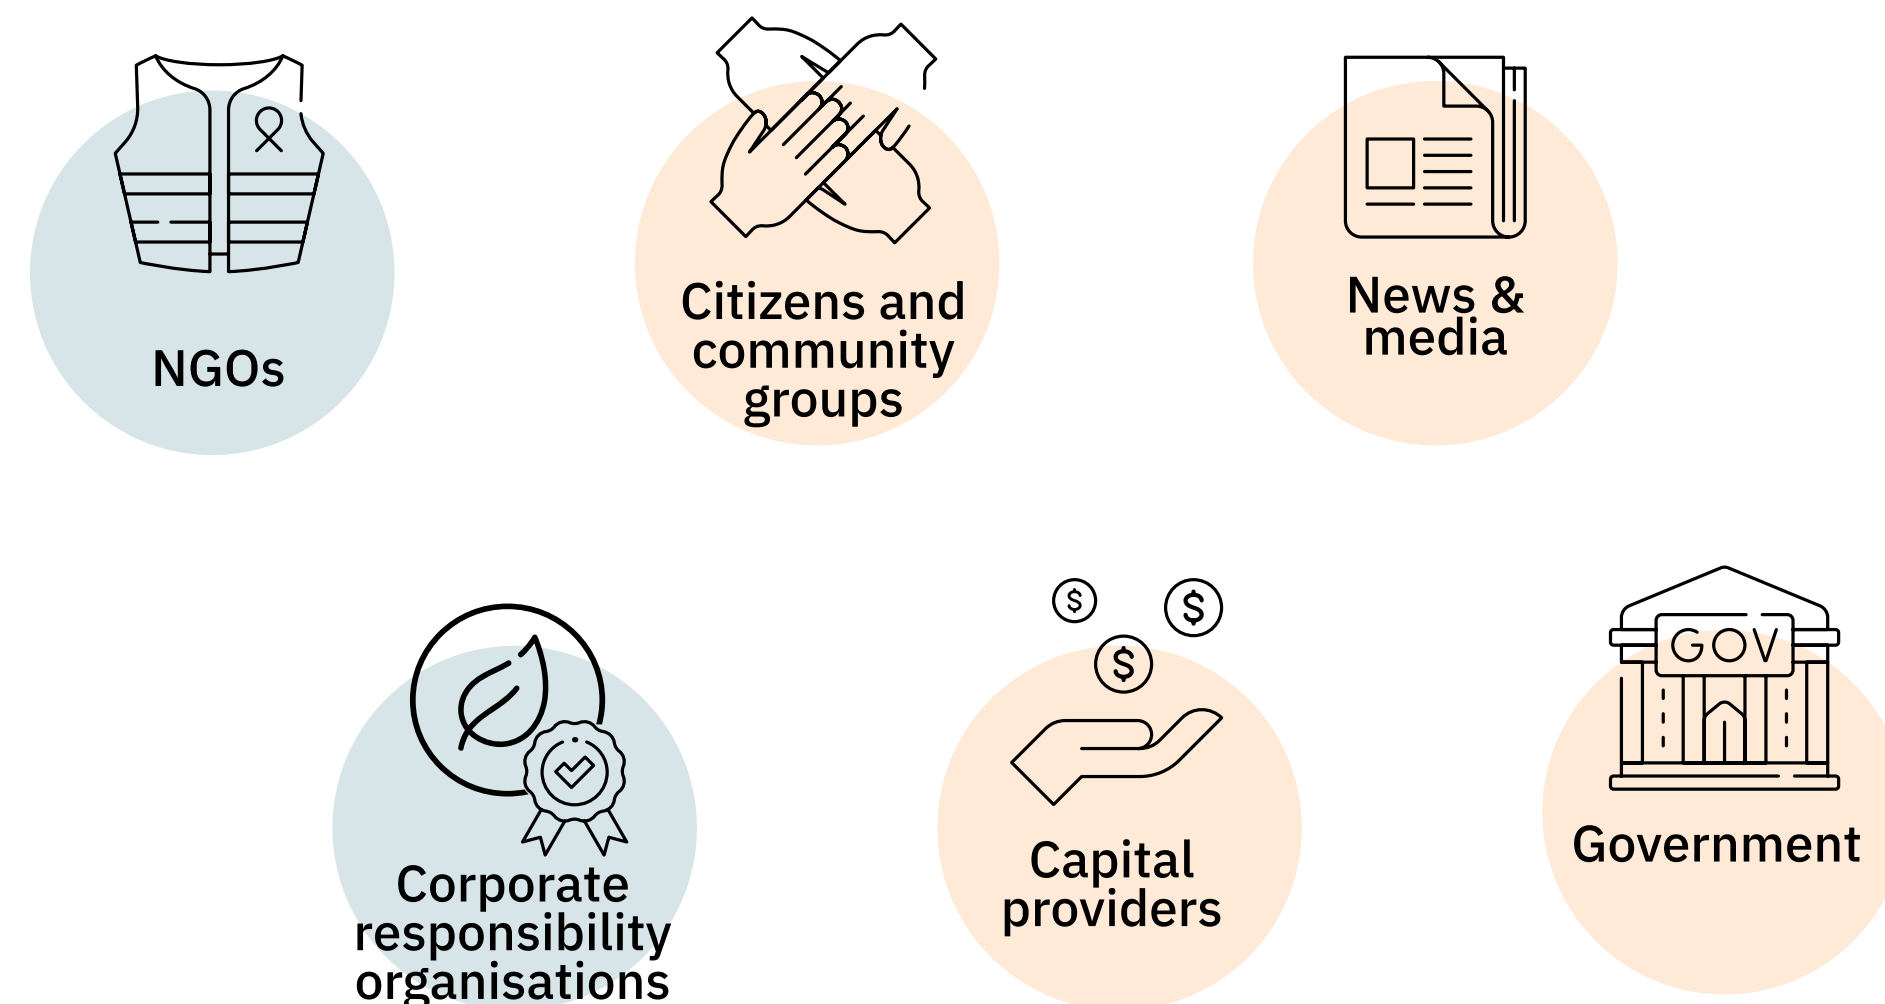 NGOs
Citizens and
community
groups
News &
media
$
$
$
GOV
Corporate
responsibility
organisations
Capital
providers
Government